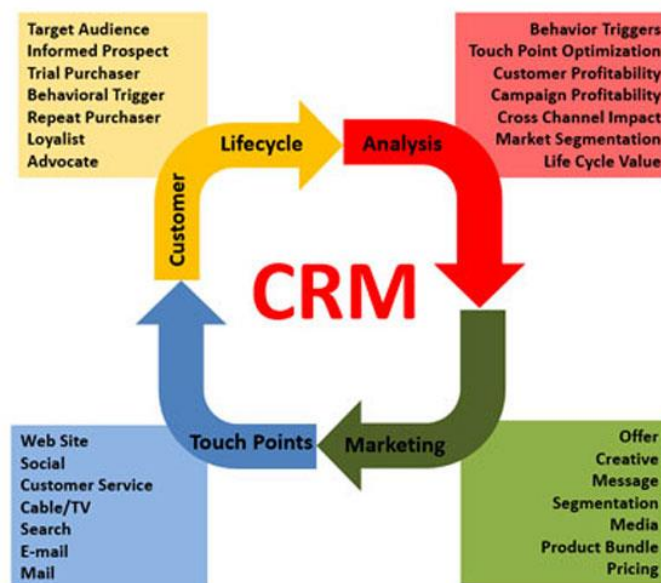 Target Audience
Informed Prospect
Trial Purchaser
Behavioral Trigger
Repeat Purchaser
Loyalist
Advocate
Behavior Triggers
Touch Point Optimization
Customer Profitability
Campaign Profitability
Cross Channel Impact
Market Segmentation
Life Cycle Value
Customer
Lifecycle
Analysis
CRM
Touch Points
Marketing
Web Site
Social
Customer Service
Cable/TV
Search
E-mail
Mail
Offer
Creative
Message
Segmentation
Media
Product Bundle
Pricing